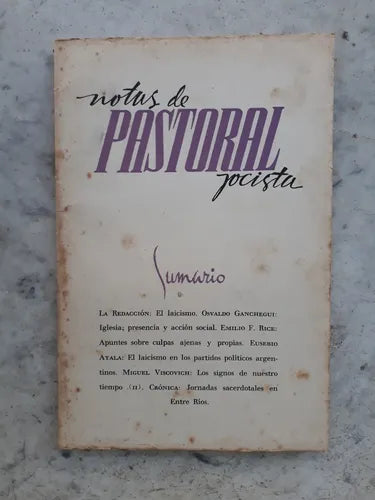 notas de
PASTORAL
jocista
Sumario
LA REDACCIÓN: El laicismo. OSVALDO GANCHEGUI:
Iglesia; presencia y acción social. EMILIO F. RICE:
Apuntes sobre culpas ajenas y propias. EUSEBIO
AYALA: El laicismo en los partidos políticos argen-
tinos. MIGUEL VISCOVICH: Los signos de nuéstro
tiempo (II). CRÓNICA: Jornadas sacerdotales en
Entre Ríos.